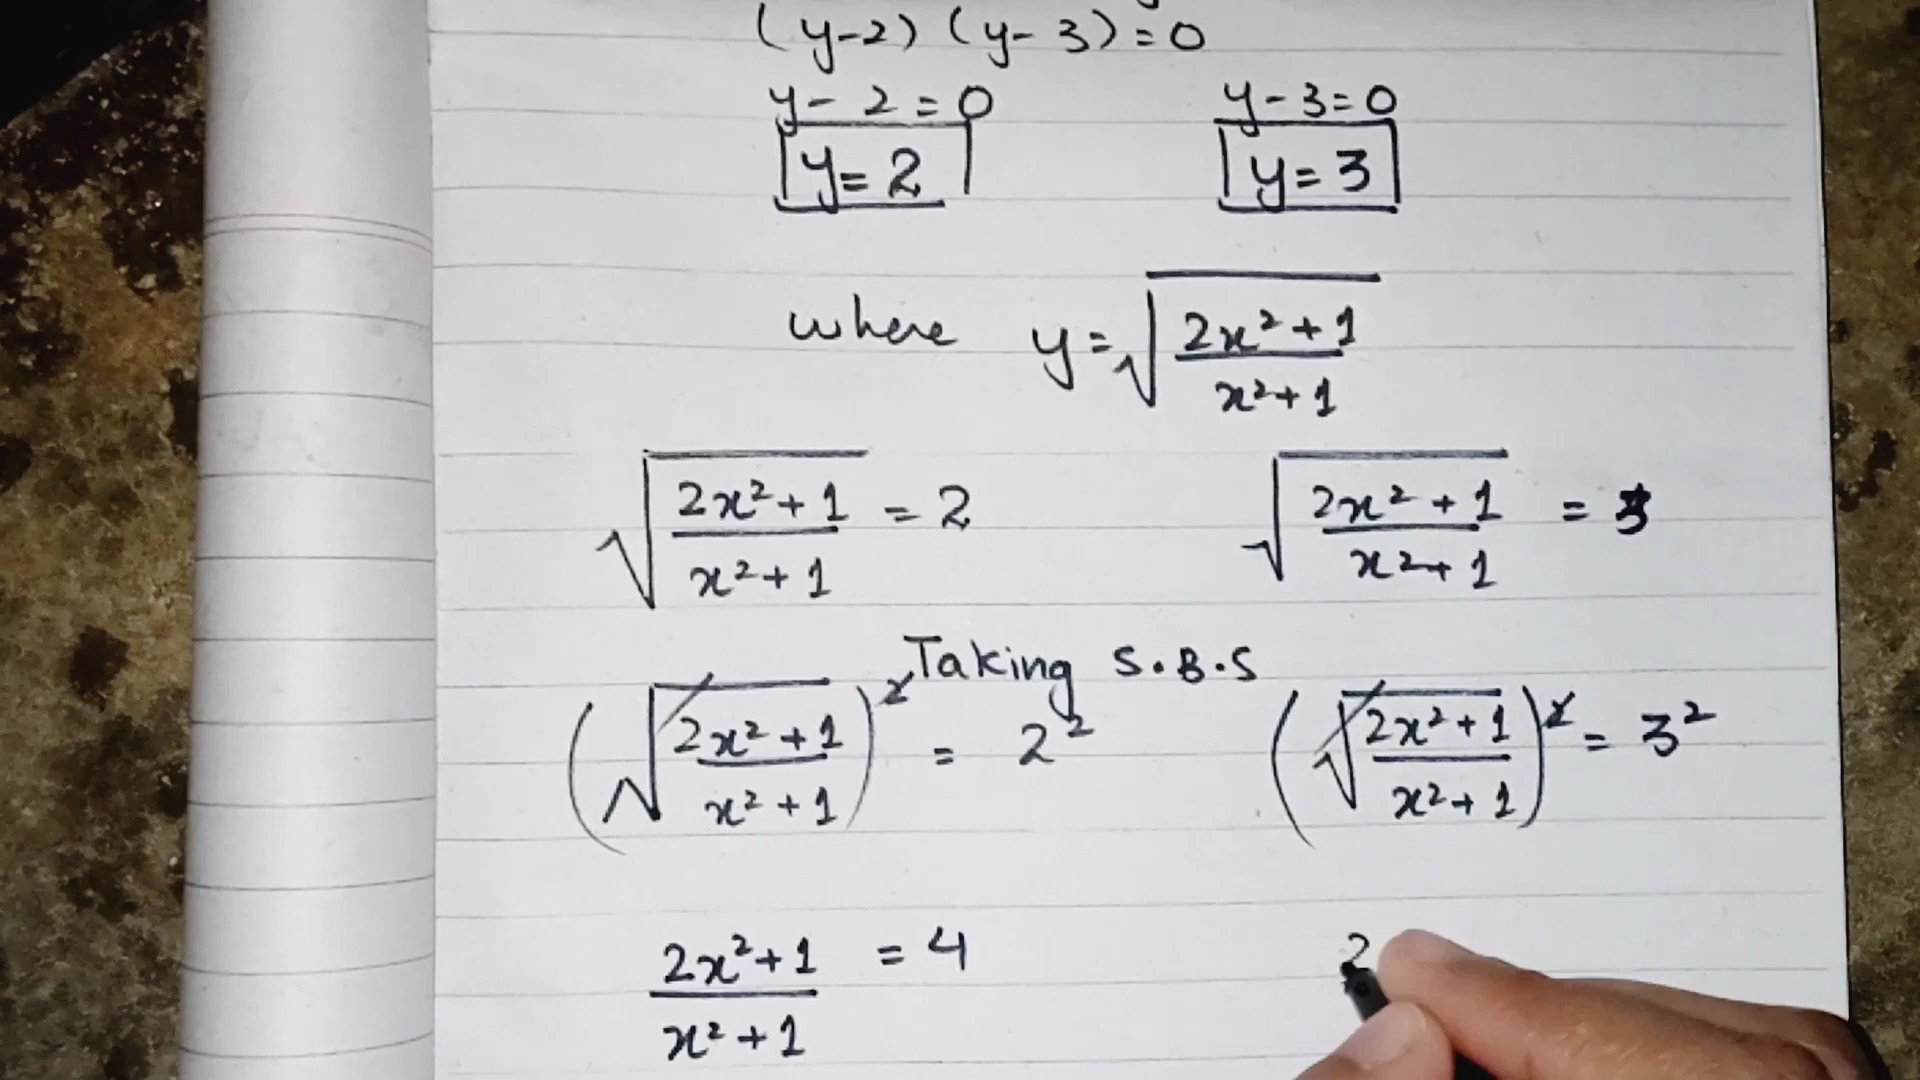 (y-2) (y-3)=0
y-2=0 y-3=0
y=2 y=3
where y=√((2x²+1)/(x²+1))
√((2x²+1)/(x²+1)) = 2 √((2x²+1)/(x²+1)) = 3
Taking S.B.S
(√((2x²+1)/(x²+1)))² = 2² (√((2x²+1)/(x²+1)))² = 3²
(2x²+1)/(x²+1) = 4 2